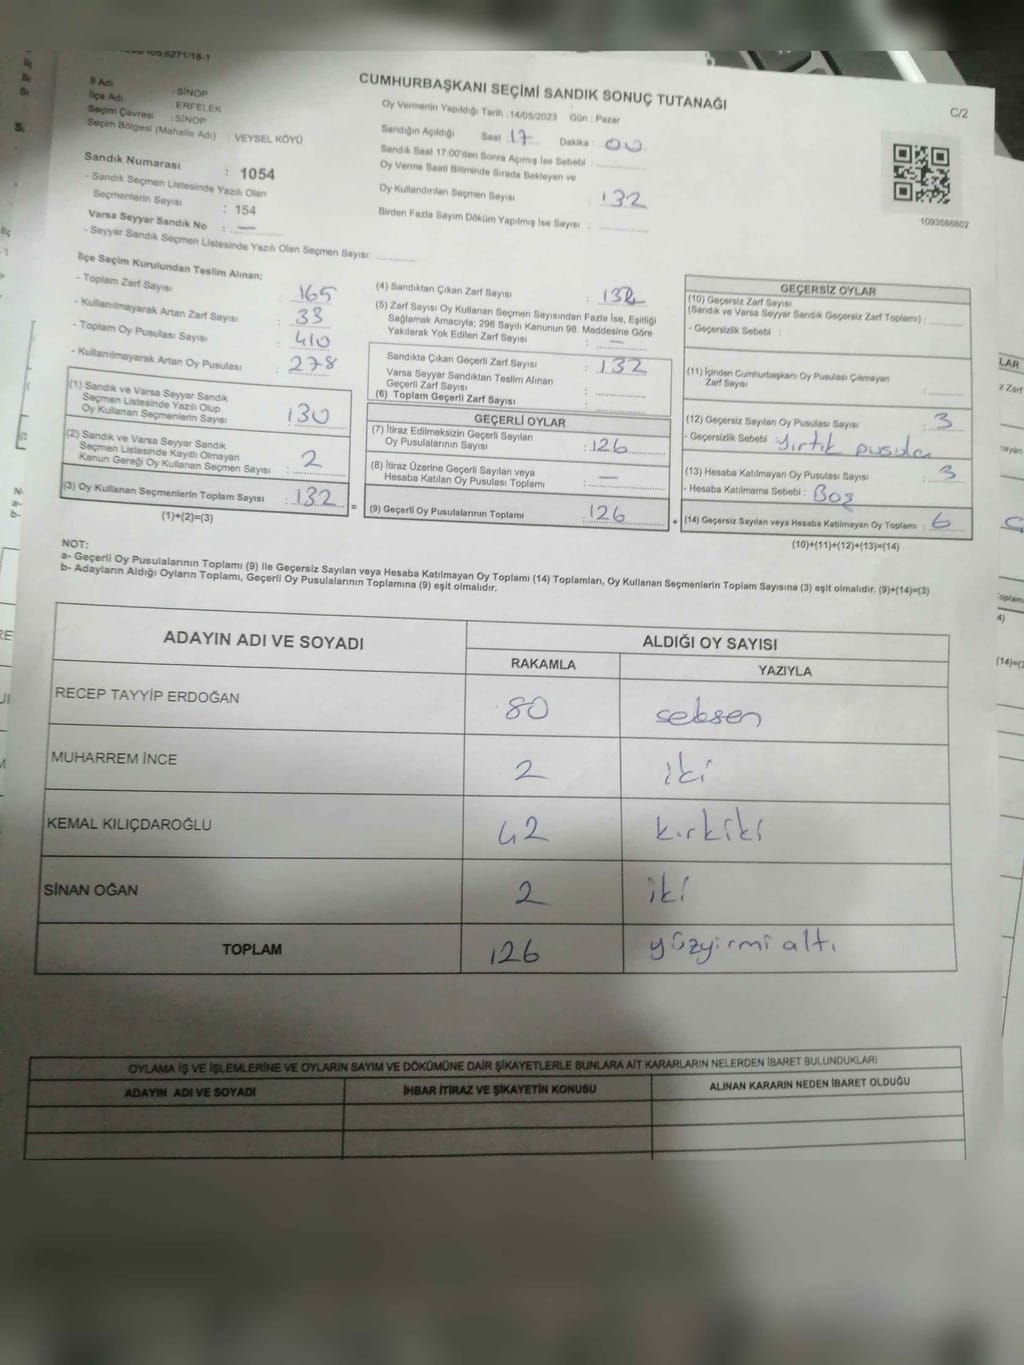 CUMHURBAŞKANI SEÇİMİ SANDIK SONUÇ TUTANAĞI
C/2
İl Adı : SİNOP
İlçe Adı : ERFELEK
Seçim Çevresi : SİNOP
Seçim Bölgesi (Mahalle Adı) : VEYSEL KÖYÜ
Oy Vermenin Yapıldığı Tarih : 14/05/2023 Gün : Pazar
Sandığın Açıldığı Saat 17 Dakika : 00
Sandık Saat 17:00'den Sonra Açımış İse Sebebi :
Oy Verme Saati Bitiminde Sırada Bekleyen ve
Oy Kullandırılan Seçmen Sayısı : 132
Birden Fazla Sayım Döküm Yapılmış İse Sayısı :
1093566602
Sandık Numarası : 1054
- Sandık Seçmen Listesinde Yazılı Olan
Seçmenlerin Sayısı : 154
Varsa Seyyar Sandık No : —
- Seyyar Sandık Seçmen Listesinde Yazılı Olan Seçmen Sayısı:
İlçe Seçim Kurulundan Teslim Alınan;
- Toplam Zarf Sayısı : 165
- Kullanılmayarak Artan Zarf Sayısı : 33
- Toplam Oy Pusulası Sayısı : 410
- Kullanılmayarak Artan Oy Pusulası : 278
(1) Sandık ve Varsa Seyyar Sandık
Seçmen Listesinde Yazılı Olup
Oy Kullanan Seçmenlerin Sayısı 130
(2) Sandık ve Varsa Seyyar Sandık
Seçmen Listesinde Kayıtlı Olmayan
Kanun Gereği Oy Kullanan Seçmen Sayısı : 2
(3) Oy Kullanan Seçmenlerin Toplam Sayısı : 132
(1)+(2)=(3)
(4) Sandıktan Çıkan Zarf Sayısı : 132
(5) Zarf Sayısı Oy Kullanan Seçmen Sayısından Fazla İse, Eşitliği
Sağlamak Amacıyla; 298 Sayılı Kanunun 98. Maddesine Göre
Yakılarak Yok Edilen Zarf Sayısı : —
Sandıkta Çıkan Geçerli Zarf Sayısı : 132
Varsa Seyyar Sandıktan Teslim Alınan
Geçerli Zarf Sayısı :
(6) Toplam Geçerli Zarf Sayısı :
GEÇERLİ OYLAR
(7) İtiraz Edilmeksizin Geçerli Sayılan
Oy Pusulalarının Sayısı : 126
(8) İtiraz Üzerine Geçerli Sayılan veya
Hesaba Katılan Oy Pusulası Toplamı : —
=
(9) Geçerli Oy Pusulalarının Toplamı : 126
GEÇERSİZ OYLAR
(10) Geçersiz Zarf Sayısı
(Sandık ve Varsa Seyyar Sandık Geçersiz Zarf Toplamı) :
- Geçersizlik Sebebi :
(11) İçinden Cumhurbaşkanı Oy Pusulası Çıkmayan
Zarf Sayısı :
(12) Geçersiz Sayılan Oy Pusulası Sayısı : 3
- Geçersizlik Sebebi : yırtık pusula
(13) Hesaba Katılmayan Oy Pusulası Sayısı : 3
- Hesaba Katılmama Sebebi : Boş
+
(14) Geçersiz Sayılan veya Hesaba Katılmayan Oy Toplamı : 6
(10)+(11)+(12)+(13)=(14)
NOT:
a- Geçerli Oy Pusulalarının Toplamı (9) ile Geçersiz Sayılan veya Hesaba Katılmayan Oy Toplamı (14) Toplamları, Oy Kullanan Seçmenlerin Toplam Sayısına (3) eşit olmalıdır. (9)+(14)=(3)
b- Adayların Aldığı Oyların Toplamı, Geçerli Oy Pusulalarının Toplamına (9) eşit olmalıdır.
ADAYIN ADI VE SOYADI ALDIĞI OY SAYISI
RAKAMLA YAZIYLA
RECEP TAYYİP ERDOĞAN 80 seksen
MUHARREM İNCE 2 iki
KEMAL KILIÇDAROĞLU 42 kırkiki
SİNAN OĞAN 2 iki
TOPLAM 126 yüzyirmi altı
OYLAMA İŞ VE İŞLEMLERİNE VE OYLARIN SAYIM VE DÖKÜMÜNE DAİR ŞİKAYETLERLE BUNLARA AİT KARARLARIN NELERDEN İBARET BULUNDUKLARI
ADAYIN ADI VE SOYADI İHBAR İTİRAZ VE ŞİKAYETİN KONUSU ALINAN KARARIN NEDEN İBARET OLDUĞU